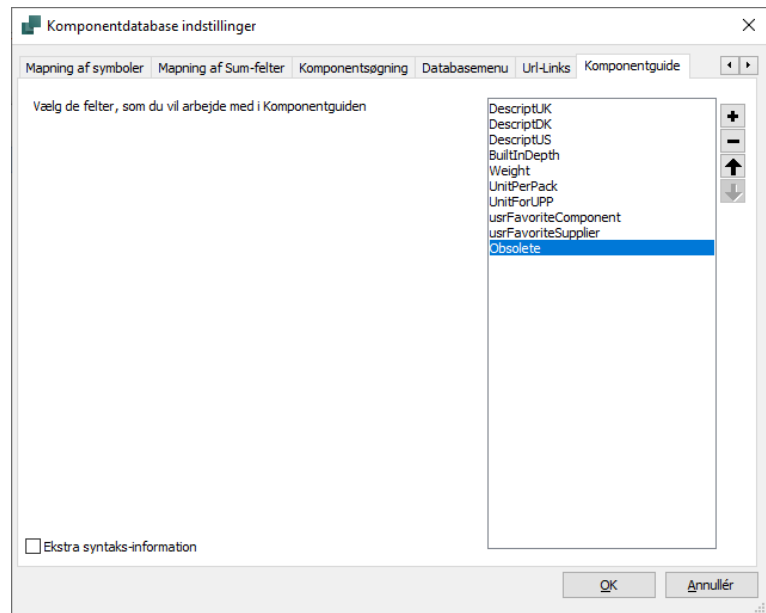 Komponentdatabase indstillinger
Mapning af symboler Mapning af Sum-felter Komponentsøgning Databasemenu Url-Links Komponentguide
Vælg de felter, som du vil arbejde med i Komponentguiden
DescriptUK
DescriptDK
DescriptUS
BuiltInDepth
Weight
UnitPerPack
UnitForUPP
usrFavoriteComponent
usrFavoriteSupplier
Obsolete
Ekstra syntaks-information
OK Annullér